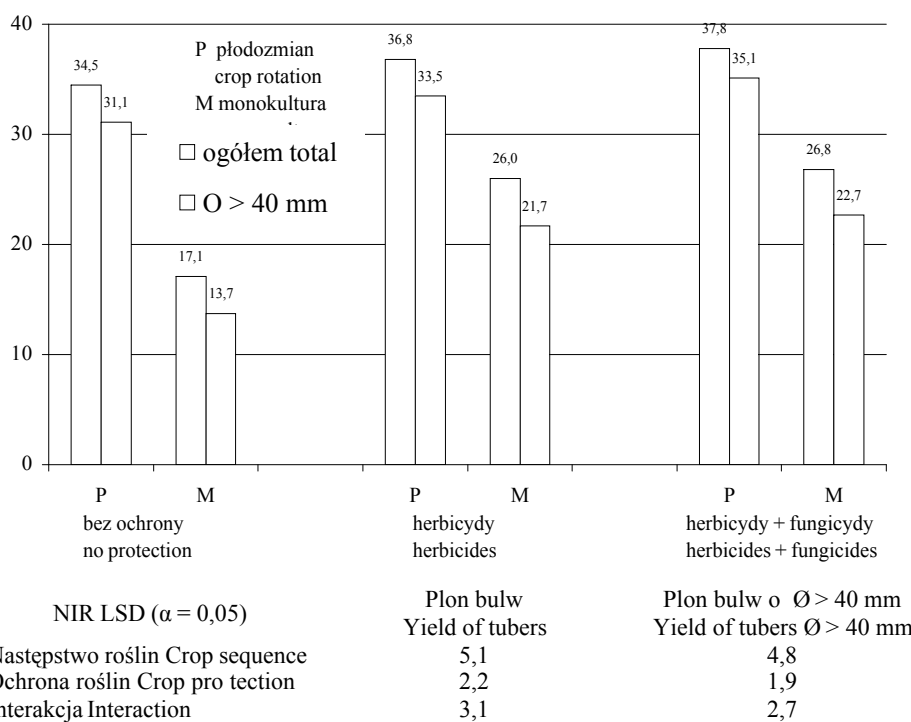 40
30
20
10
0
34,5
31,1
17,1
13,7
36,8
33,5
26,0
21,7
37,8
35,1
26,8
22,7
P płodozmian
crop rotation
M monokultura
□ ogółem total
□ O > 40 mm
P M P M P M
bez ochrony herbicydy herbicydy + fungicydy
no protection herbicides herbicides + fungicides
NIR LSD (α = 0,05)
Plon bulw Plon bulw o Ø > 40 mm
Yield of tubers Yield of tubers Ø > 40 mm
roślin Crop sequence 5,1 4,8
roślin Crop pro tection 2,2 1,9
Interaction 3,1 2,7